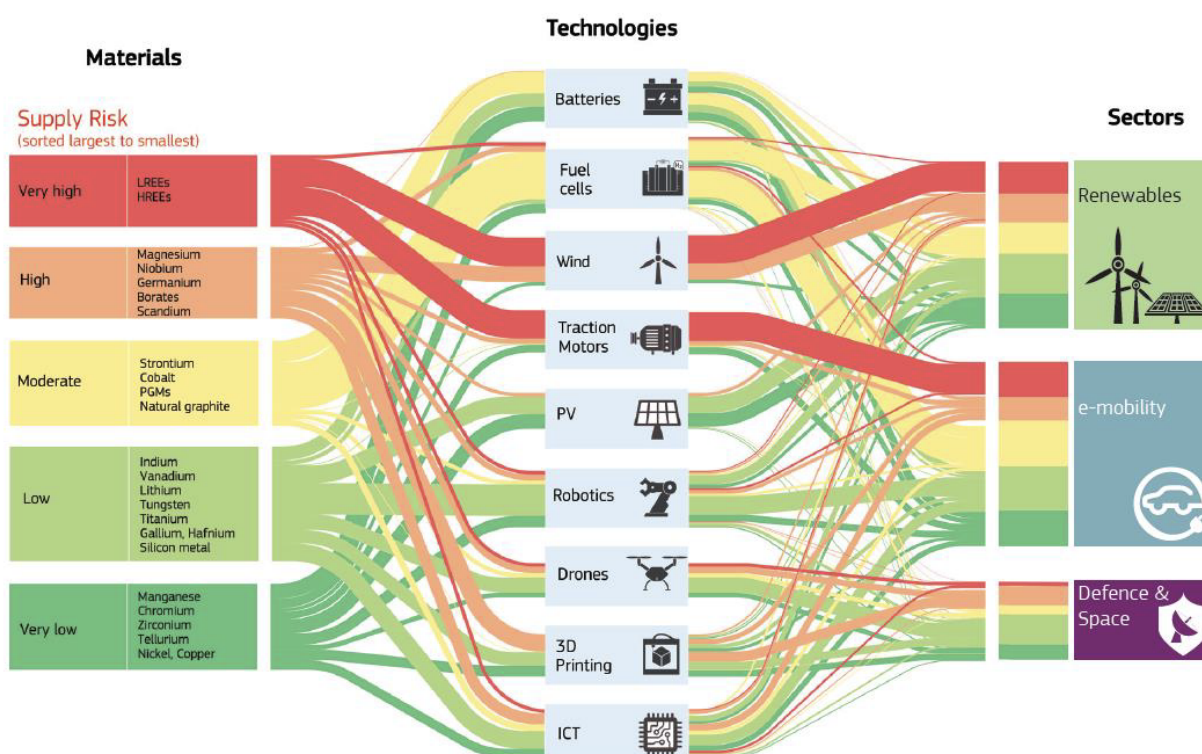 Technologies
Materials
Sectors
Supply Risk
(sorted largest to smallest)
Very high
LREEs
HREEs
High
Magnesium
Niobium
Germanium
Borates
Scandium
Moderate
Strontium
Cobalt
PGMs
Natural graphite
Low
Indium
Vanadium
Lithium
Tungsten
Titanium
Gallium, Hafnium
Silicon metal
Very low
Manganese
Chromium
Zirconium
Tellurium
Nickel, Copper
Batteries
Fuel
cells
H₂
Wind
Traction
Motors
PV
Robotics
Drones
3D
Printing
ICT
Renewables
e-mobility
Defence &
Space